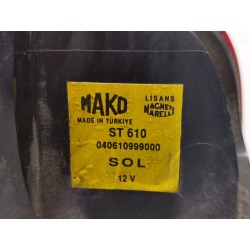 MAKO
LİSANS
MAGNETI
MARELLI
MADE IN TÜRKİYE
ST 610
040610999000
SOL
12 V